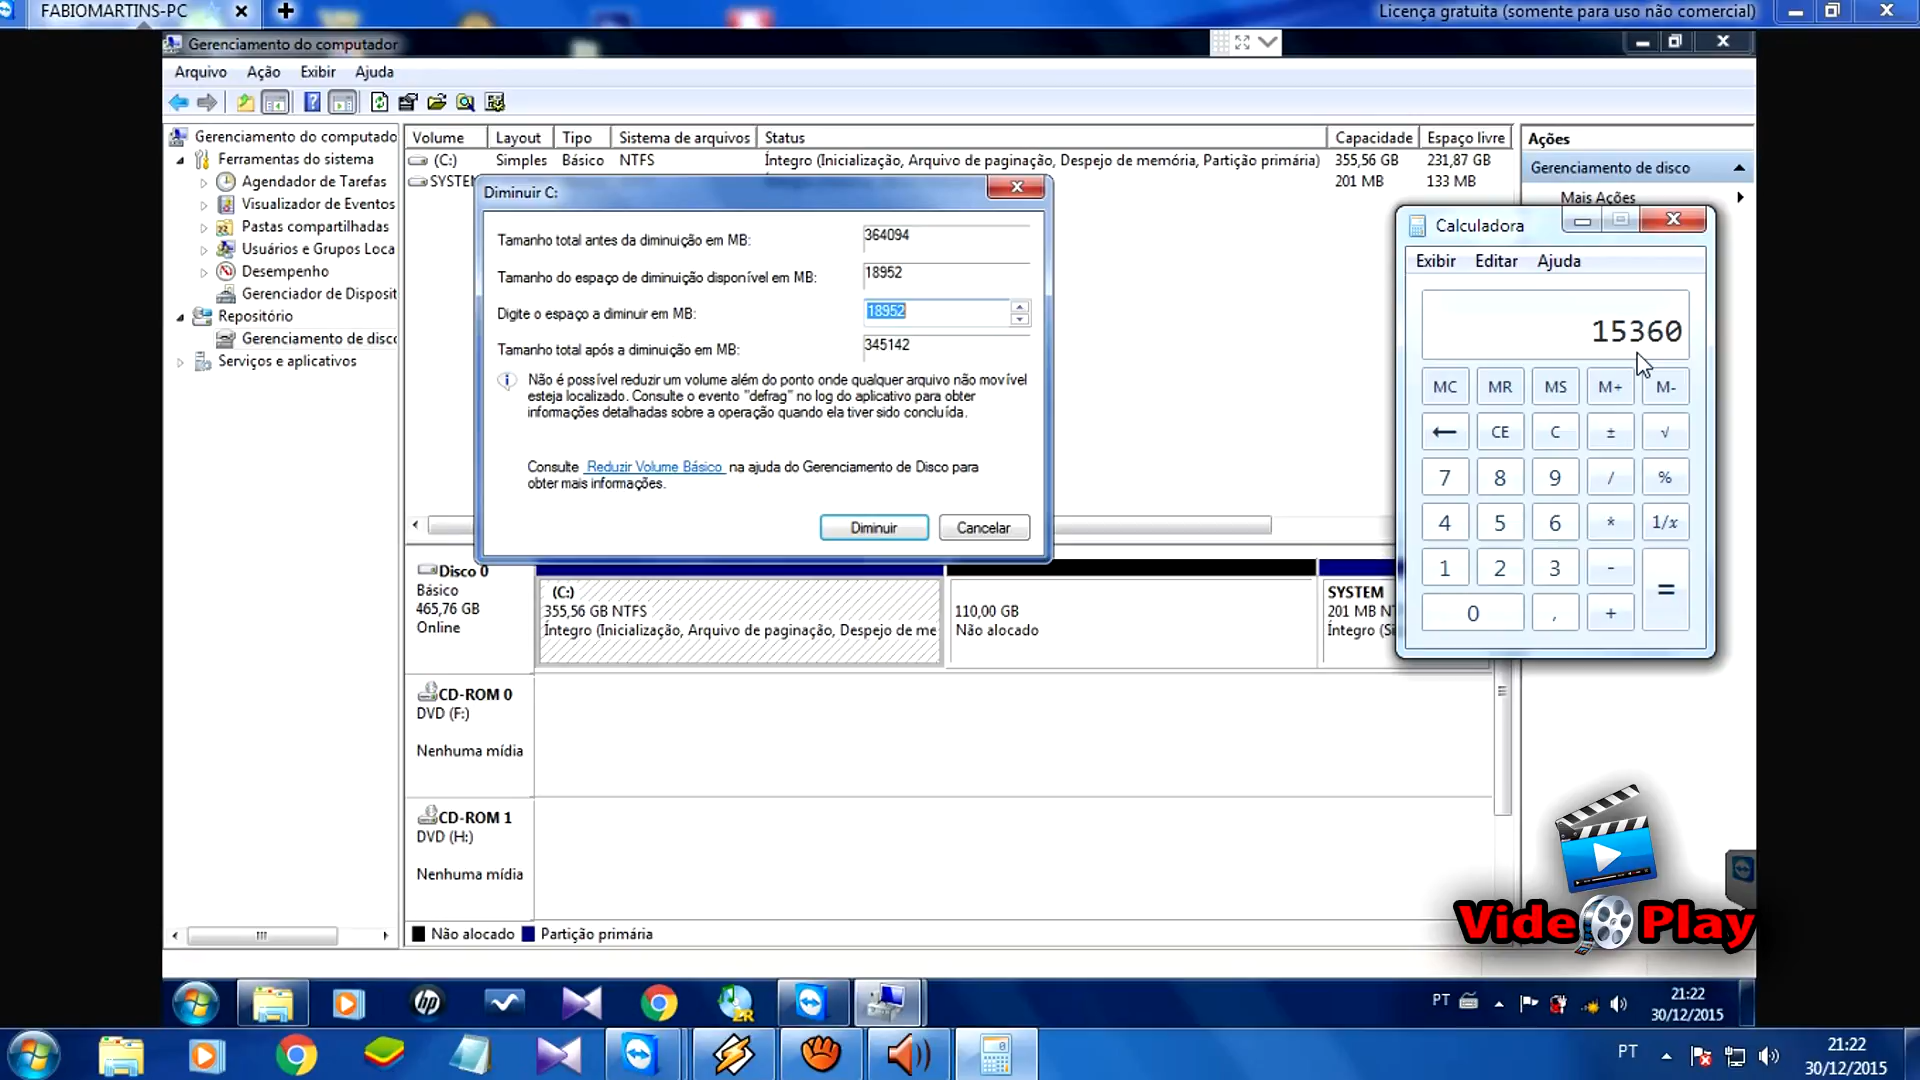 FABIOMARTINS-PC
Licença gratuita (somente para uso não comercial)
Gerenciamento do computador
Arquivo Ação Exibir Ajuda
Gerenciamento do computado
Ferramentas do sistema
Agendador de Tarefas
Visualizador de Eventos
Pastas compartilhadas
Usuários e Grupos Loca
Desempenho
Gerenciador de Disposit
Repositório
Gerenciamento de disc
Serviços e aplicativos
Volume Layout Tipo Sistema de arquivos Status Capacidade Espaço livre
(C:) Simples Básico NTFS Íntegro (Inicialização, Arquivo de paginação, Despejo de memória, Partição primária) 355,56 GB 231,87 GB
SYSTE 201 MB 133 MB
Ações
Gerenciamento de disco
Mais Ações
Diminuir C:
Tamanho total antes da diminuição em MB: 364094
Tamanho do espaço de diminuição disponível em MB: 18952
Digite o espaço a diminuir em MB: 18952
Tamanho total após a diminuição em MB: 345142
Não é possível reduzir um volume além do ponto onde qualquer arquivo não movível
esteja localizado. Consulte o evento "defrag" no log do aplicativo para obter
informações detalhadas sobre a operação quando ela tiver sido concluída.
Consulte Reduzir Volume Básico na ajuda do Gerenciamento de Disco para
obter mais informações.
Diminuir Cancelar
Calculadora
Exibir Editar Ajuda
15360
MC MR MS M+ M-
← CE C ± √
7 8 9 / %
4 5 6 * 1/x
1 2 3 - =
0 , +
Disco 0
Básico
465,76 GB
Online
(C:)
355,56 GB NTFS
Íntegro (Inicialização, Arquivo de paginação, Despejo de me
110,00 GB
Não alocado
SYSTEM
201 MB NT
Íntegro (Si
CD-ROM 0
DVD (F:)
Nenhuma mídia
CD-ROM 1
DVD (H:)
Nenhuma mídia
Não alocado Partição primária
Vide Play
hp
PT
21:22
30/12/2015
PT
21:22
30/12/2015